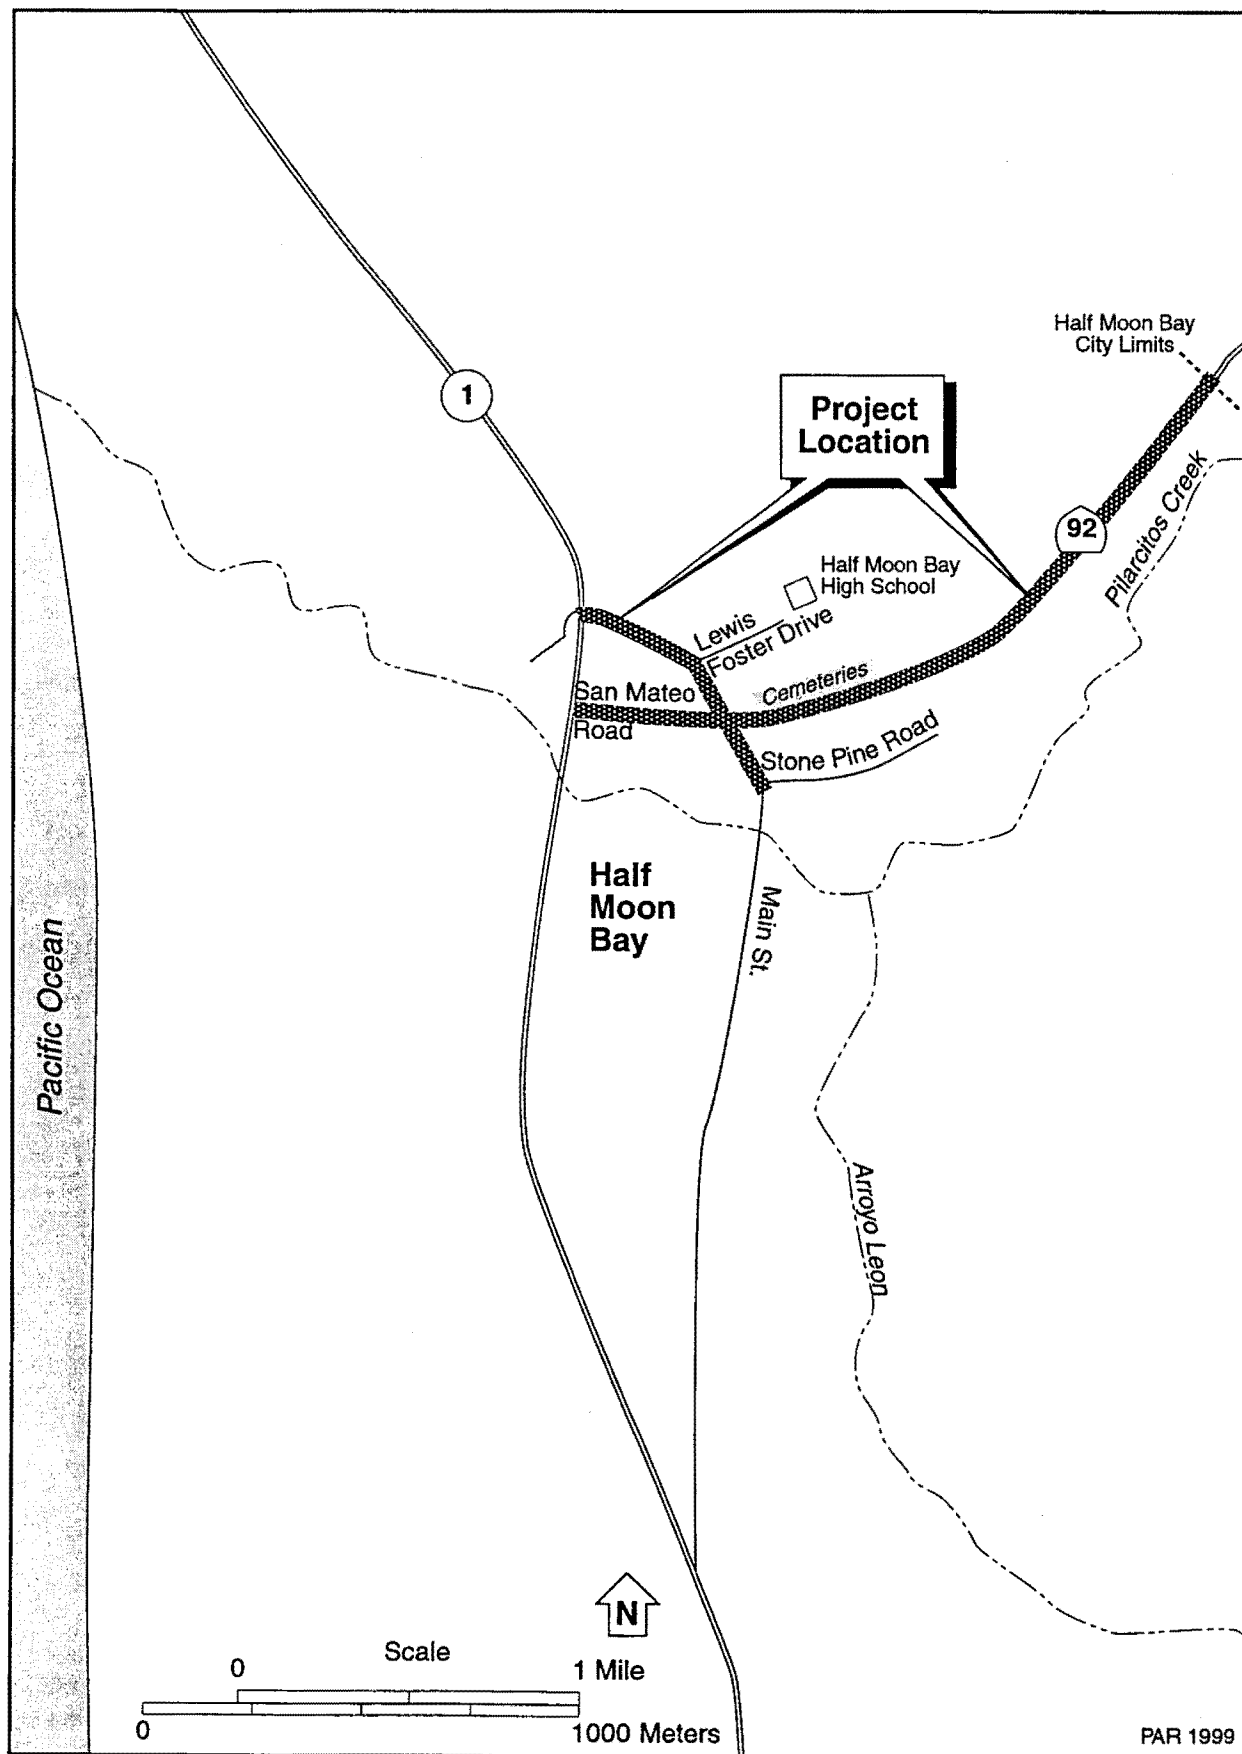 1
Half Moon Bay
City Limits
Project
Location
92
Pilarcitos Creek
Half Moon Bay
High School
Lewis
Foster Drive
Cemeteries
San Mateo
Road
Stone Pine Road
Half
Moon
Bay
Main St.
Pacific Ocean
Arroyo Leon
N
Scale
0
1 Mile
0
1000 Meters
PAR 1999